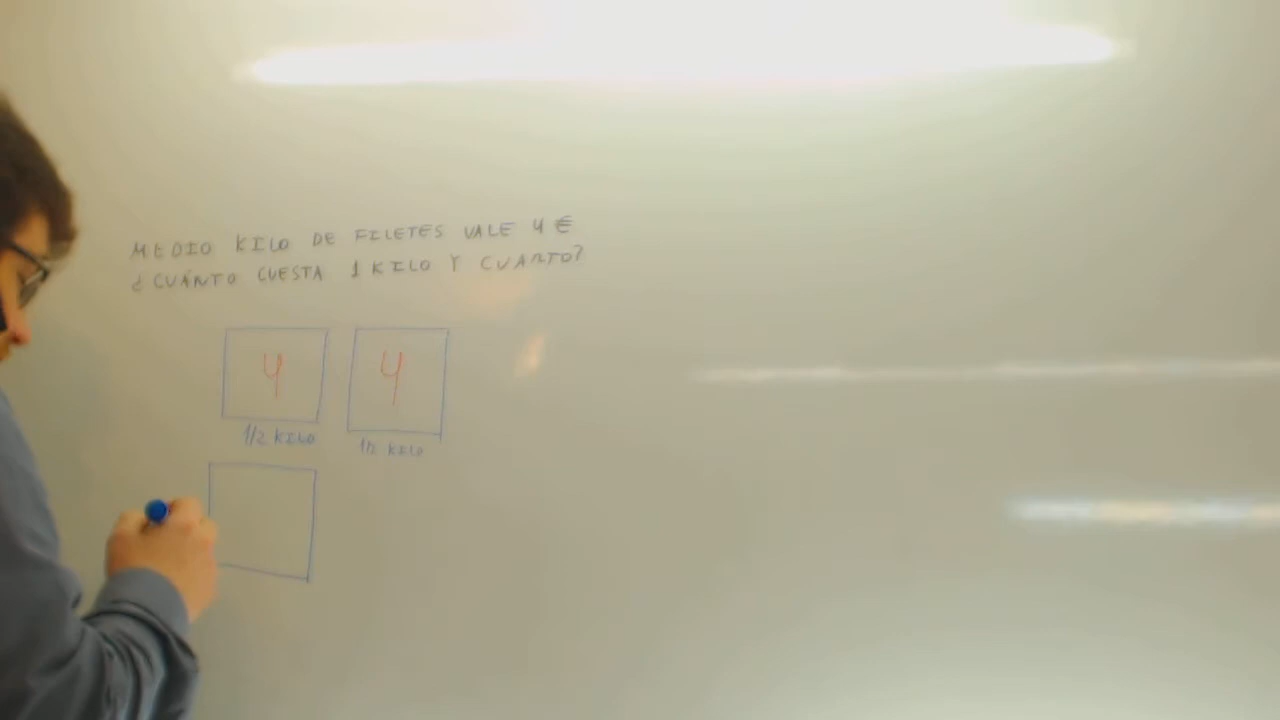 MEDIO KILO DE FILETES VALE 4 €
¿CUÁNTO CUESTA 1 KILO Y CUARTO?
4 4
1/2 KILO 1/2 KILO